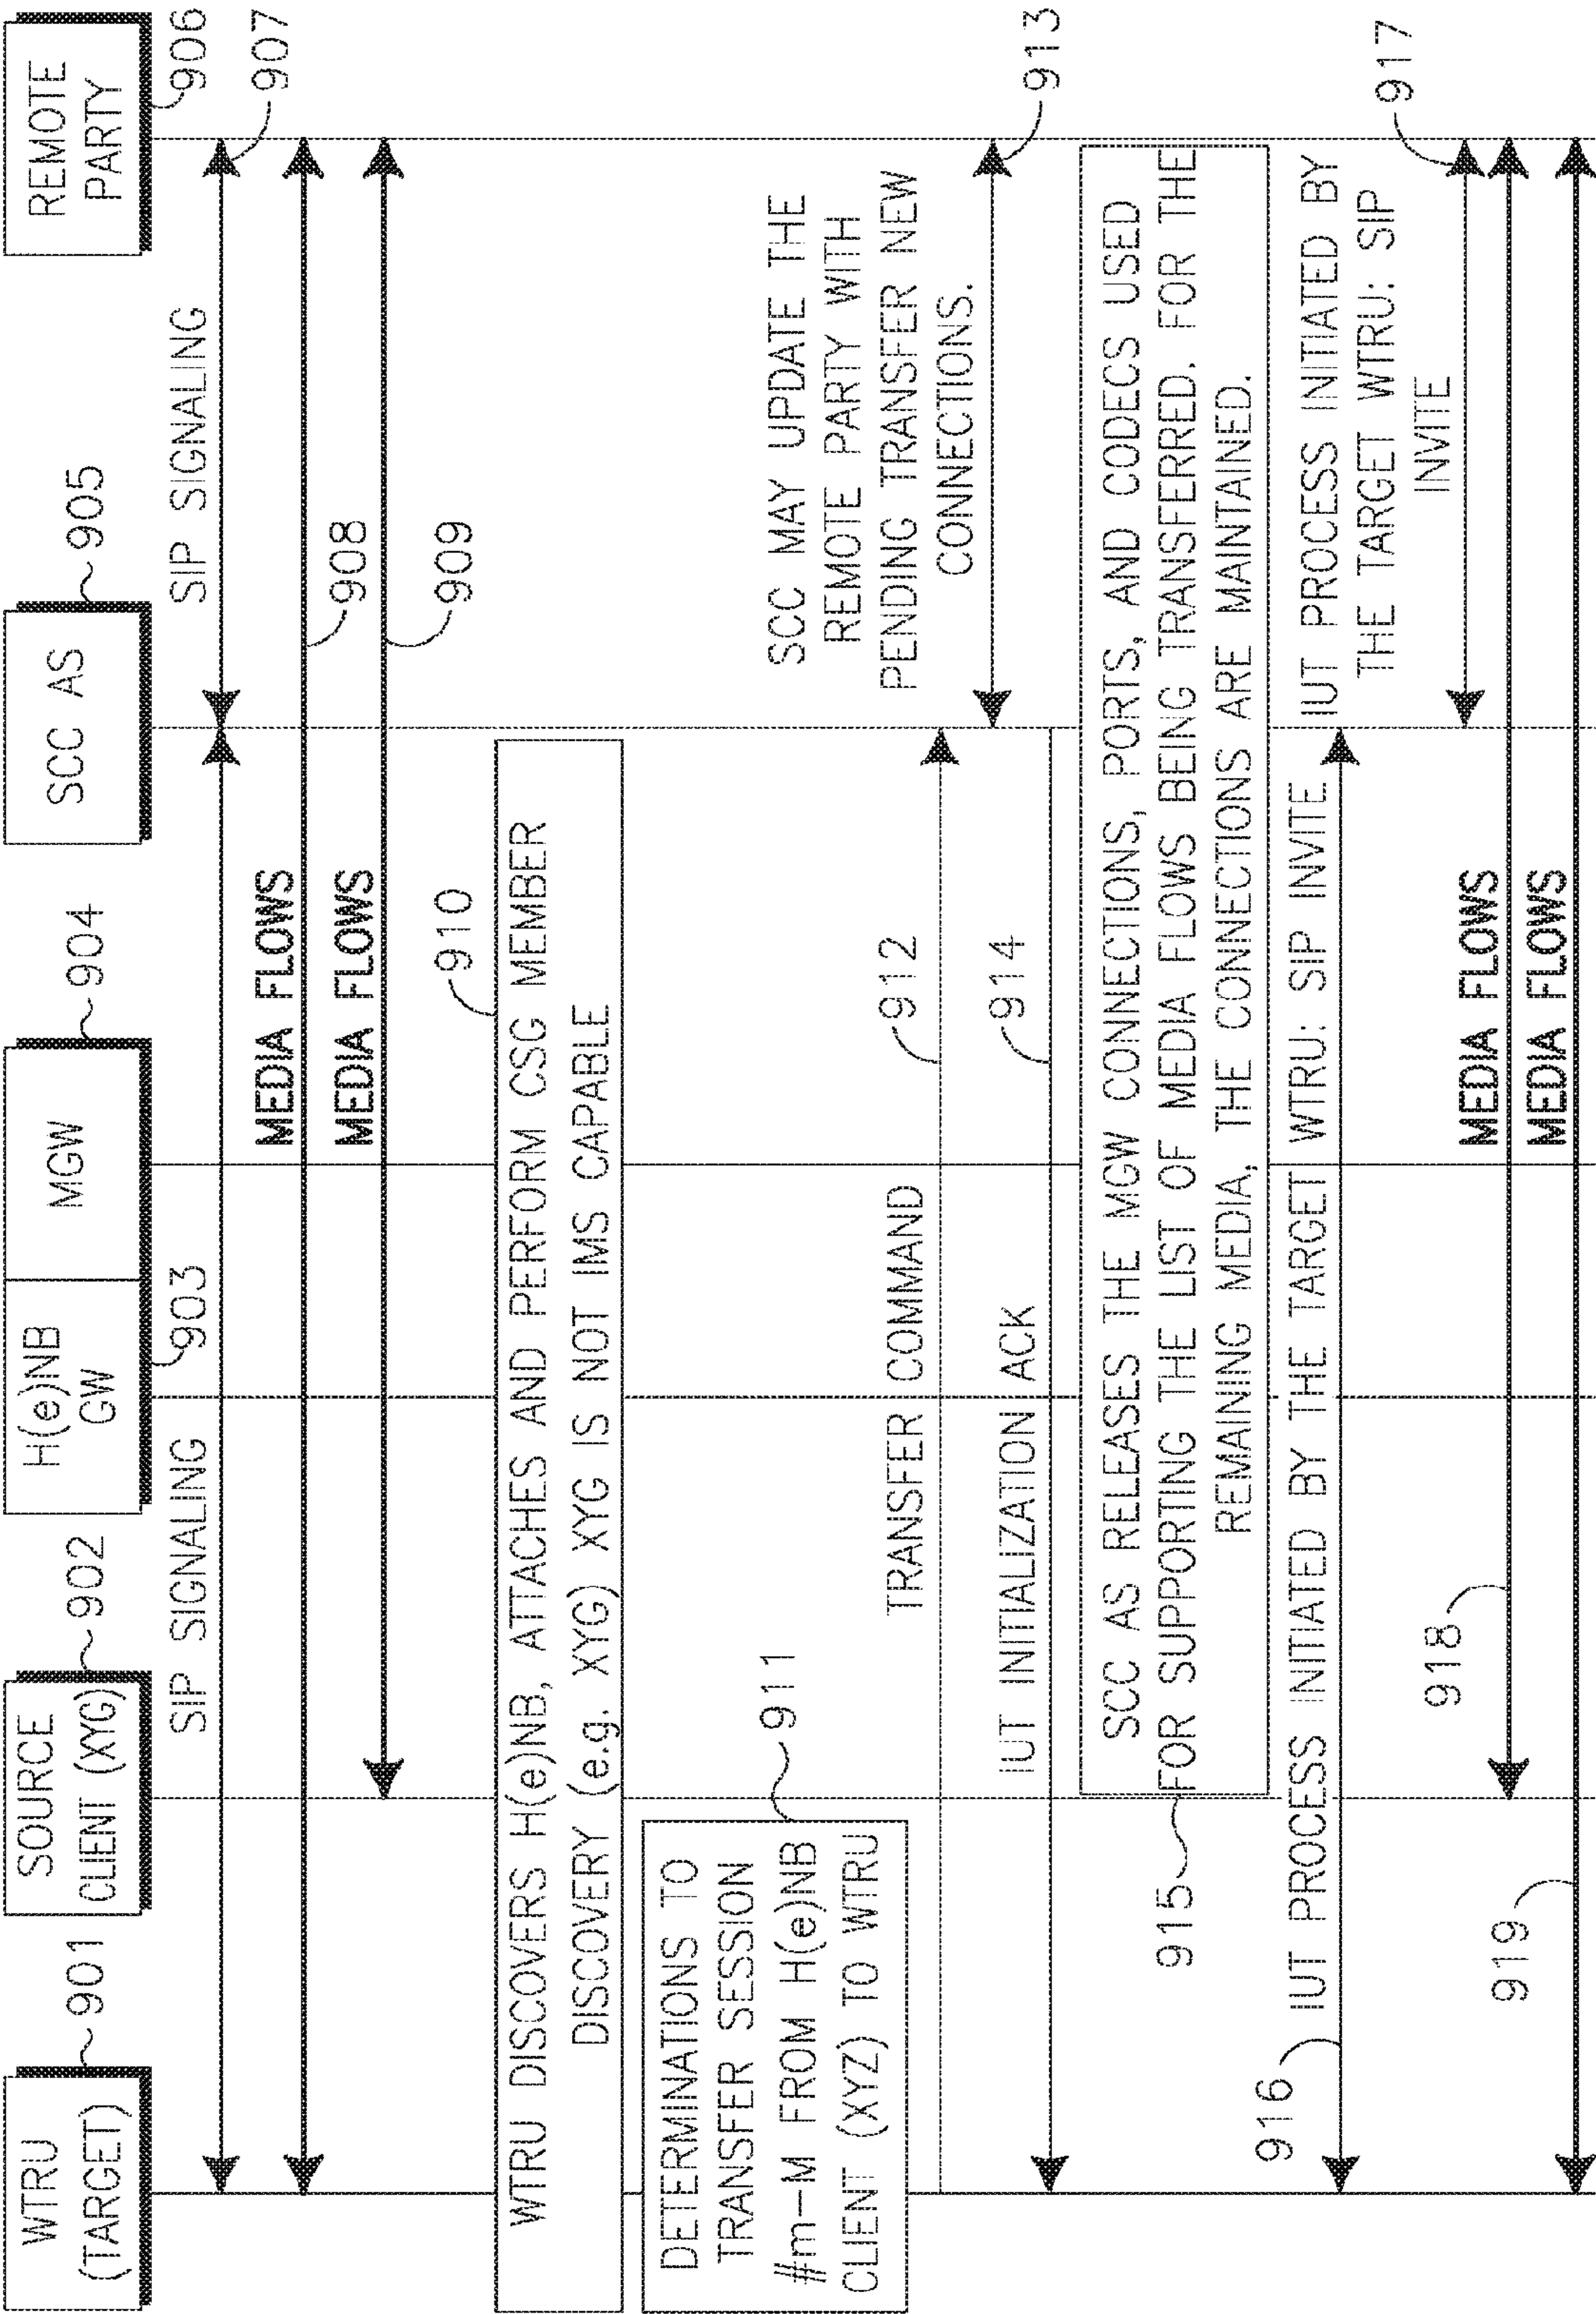 WTRU
(TARGET)
901
SOURCE
CLIENT (XYG)
902
H(e)NB
GW
903
MGW
904
SCC AS
905
REMOTE
PARTY
906
SIP SIGNALING
SIP SIGNALING
907
MEDIA FLOWS
908
MEDIA FLOWS
909
910
WTRU DISCOVERS H(e)NB, ATTACHES AND PERFORM CSG MEMBER
DISCOVERY (e.g. XYG) XYG IS NOT IMS CAPABLE
DETERMINATIONS TO
TRANSFER SESSION
#m-M FROM H(e)NB
CLIENT (XYZ) TO WTRU
911
TRANSFER COMMAND
912
SCC MAY UPDATE THE
REMOTE PARTY WITH
PENDING TRANSFER NEW
CONNECTIONS.
913
IUT INITIALIZATION ACK
914
SCC AS RELEASES THE MGW CONNECTIONS, PORTS, AND CODECS USED
FOR SUPPORTING THE LIST OF MEDIA FLOWS BEING TRANSFERRED. FOR THE
REMAINING MEDIA, THE CONNECTIONS ARE MAINTAINED.
915
IUT PROCESS INITIATED BY THE TARGET WTRU: SIP INVITE
916
IUT PROCESS INITIATED BY
THE TARGET WTRU: SIP
INVITE
917
918
MEDIA FLOWS
919
MEDIA FLOWS